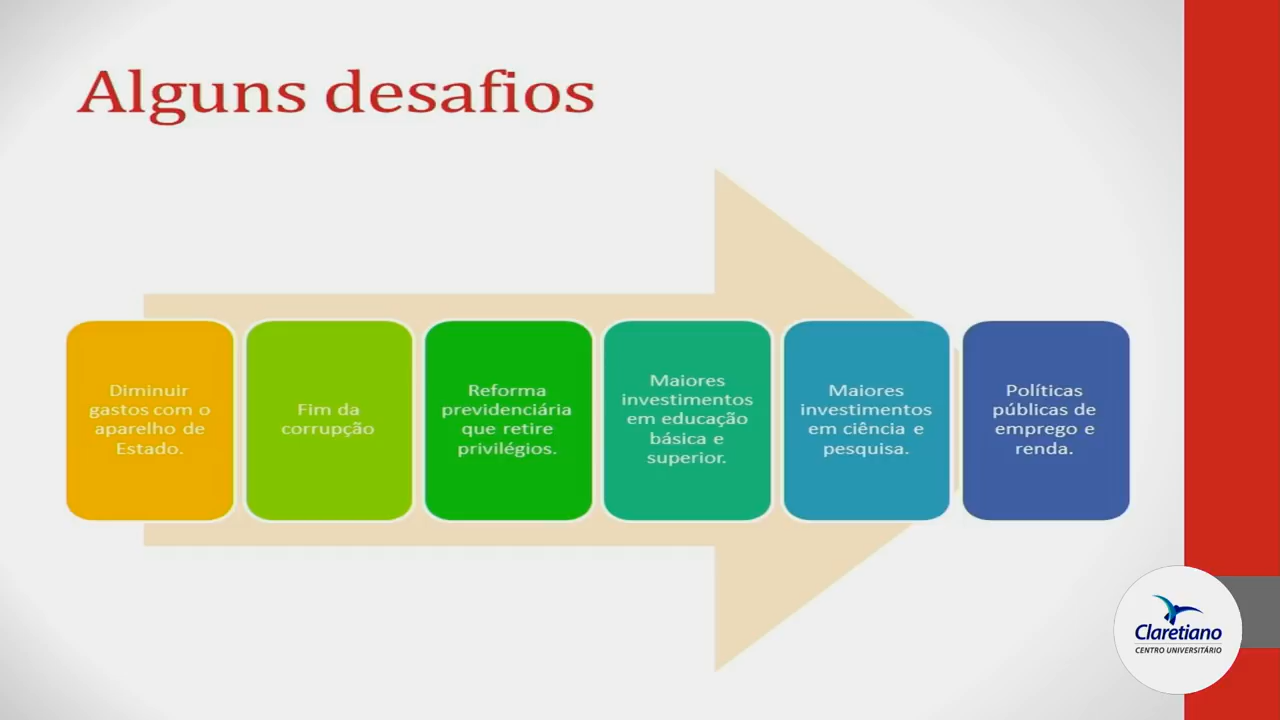 Alguns desafios
Diminuir
gastos com o
aparelho de
Estado.
Fim da
corrupção
Reforma
previdenciária
que retire
privilégios.
Maiores
investimentos
em educação
básica e
superior.
Maiores
investimentos
em ciência e
pesquisa.
Políticas
públicas de
emprego e
renda.
Claretiano
CENTRO UNIVERSITÁRIO